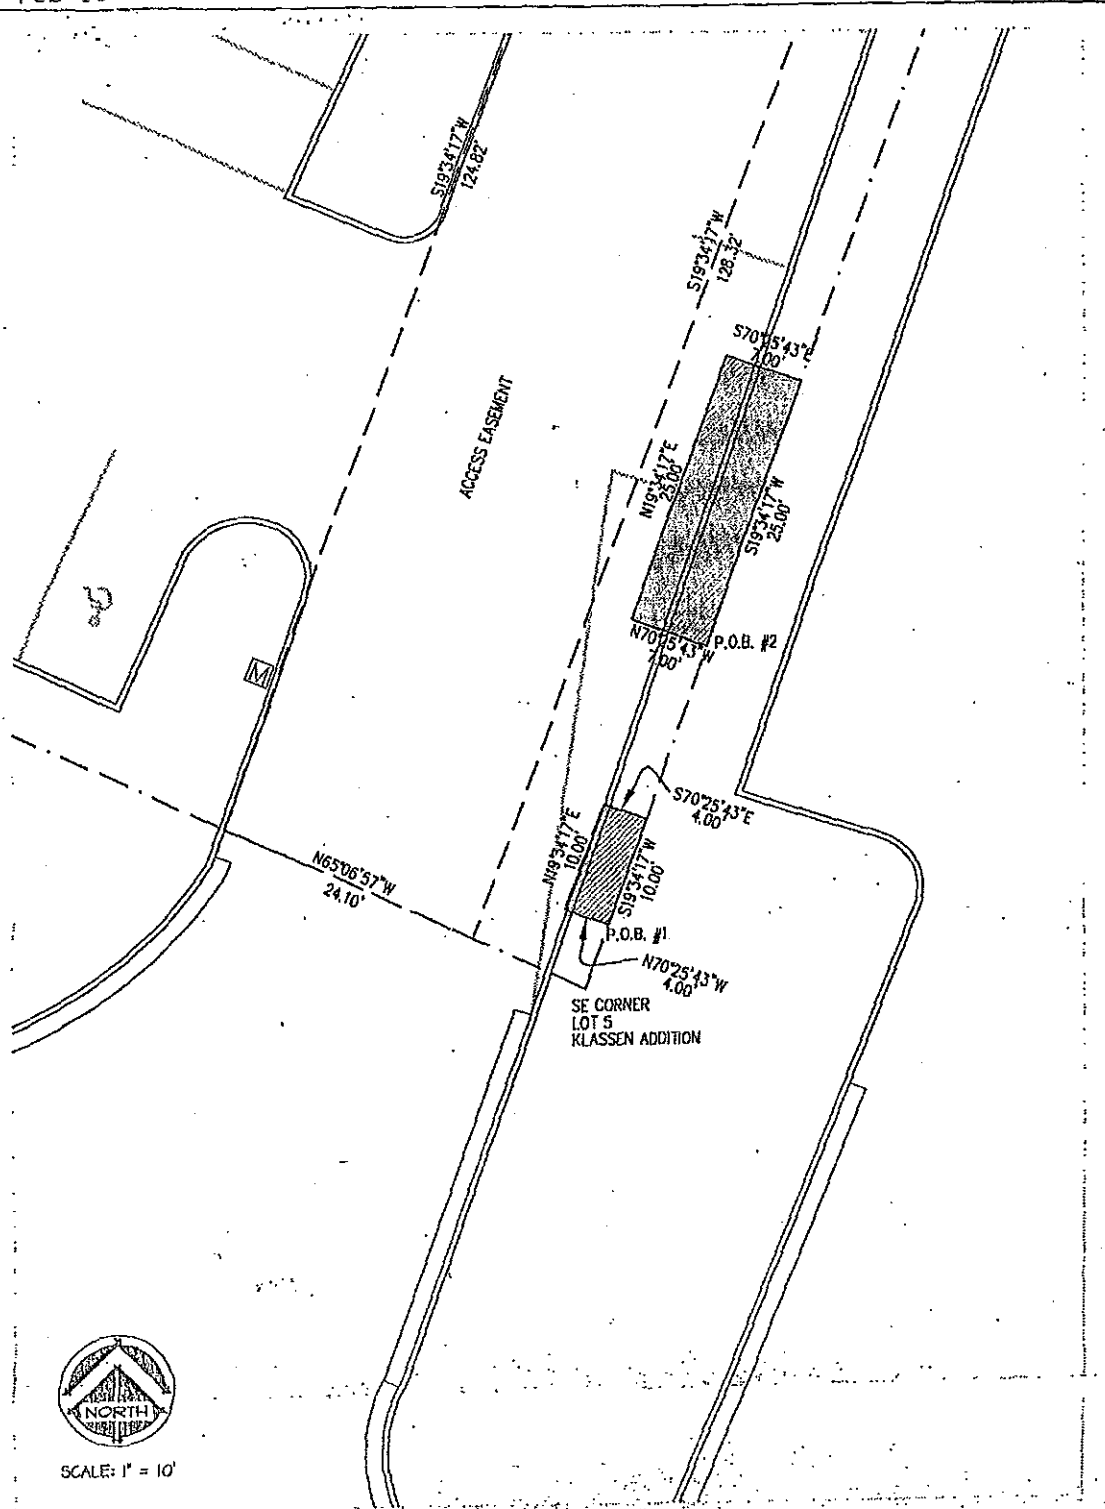 S19°34'17"W
124.82'
S19°34'17"W
128.32'
S70°25'43"E
7.00'
ACCESS EASEMENT
N19°34'17"E
25.00'
S19°34'17"W
25.00'
N70°25'43"W
7.00'
P.O.B. #2
M
S70°25'43"E
4.00'
N19°34'17"E
10.00'
S19°34'17"W
10.00'
N65°06'57"W
24.10'
P.O.B. #1
N70°25'43"W
4.00'
SE CORNER
LOT 5
KLASSEN ADDITION
NORTH
SCALE: 1" = 10'